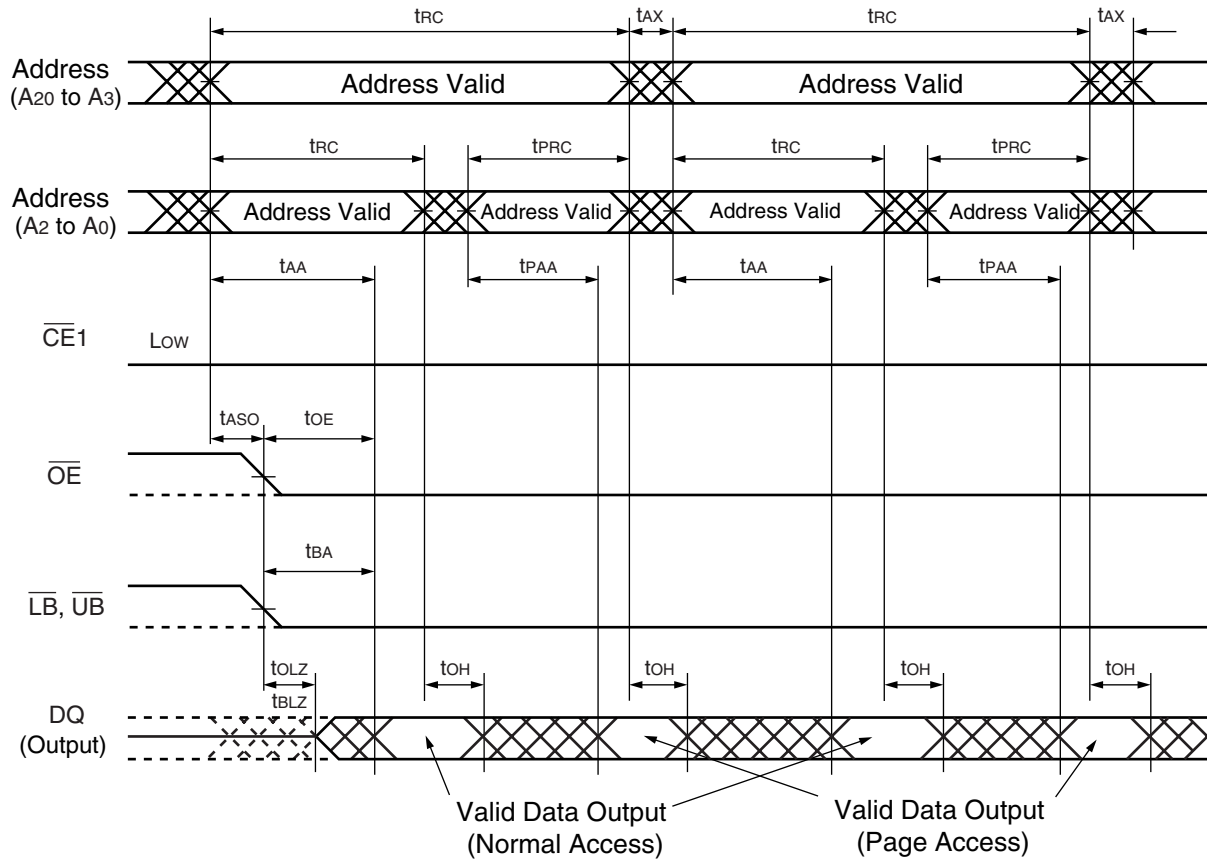 tRC tAX tRC tAX
Address
(A20 to A3)
Address Valid Address Valid
tRC tPRC tRC tPRC
Address
(A2 to A0)
Address Valid Address Valid Address Valid Address Valid
tAA tPAA tAA tPAA
CE1
LOW
tASO tOE
OE
tBA
LB, UB
tOLZ tOH tOH tOH tOH
tBLZ
DQ
(Output)
Valid Data Output
(Normal Access)
Valid Data Output
(Page Access)